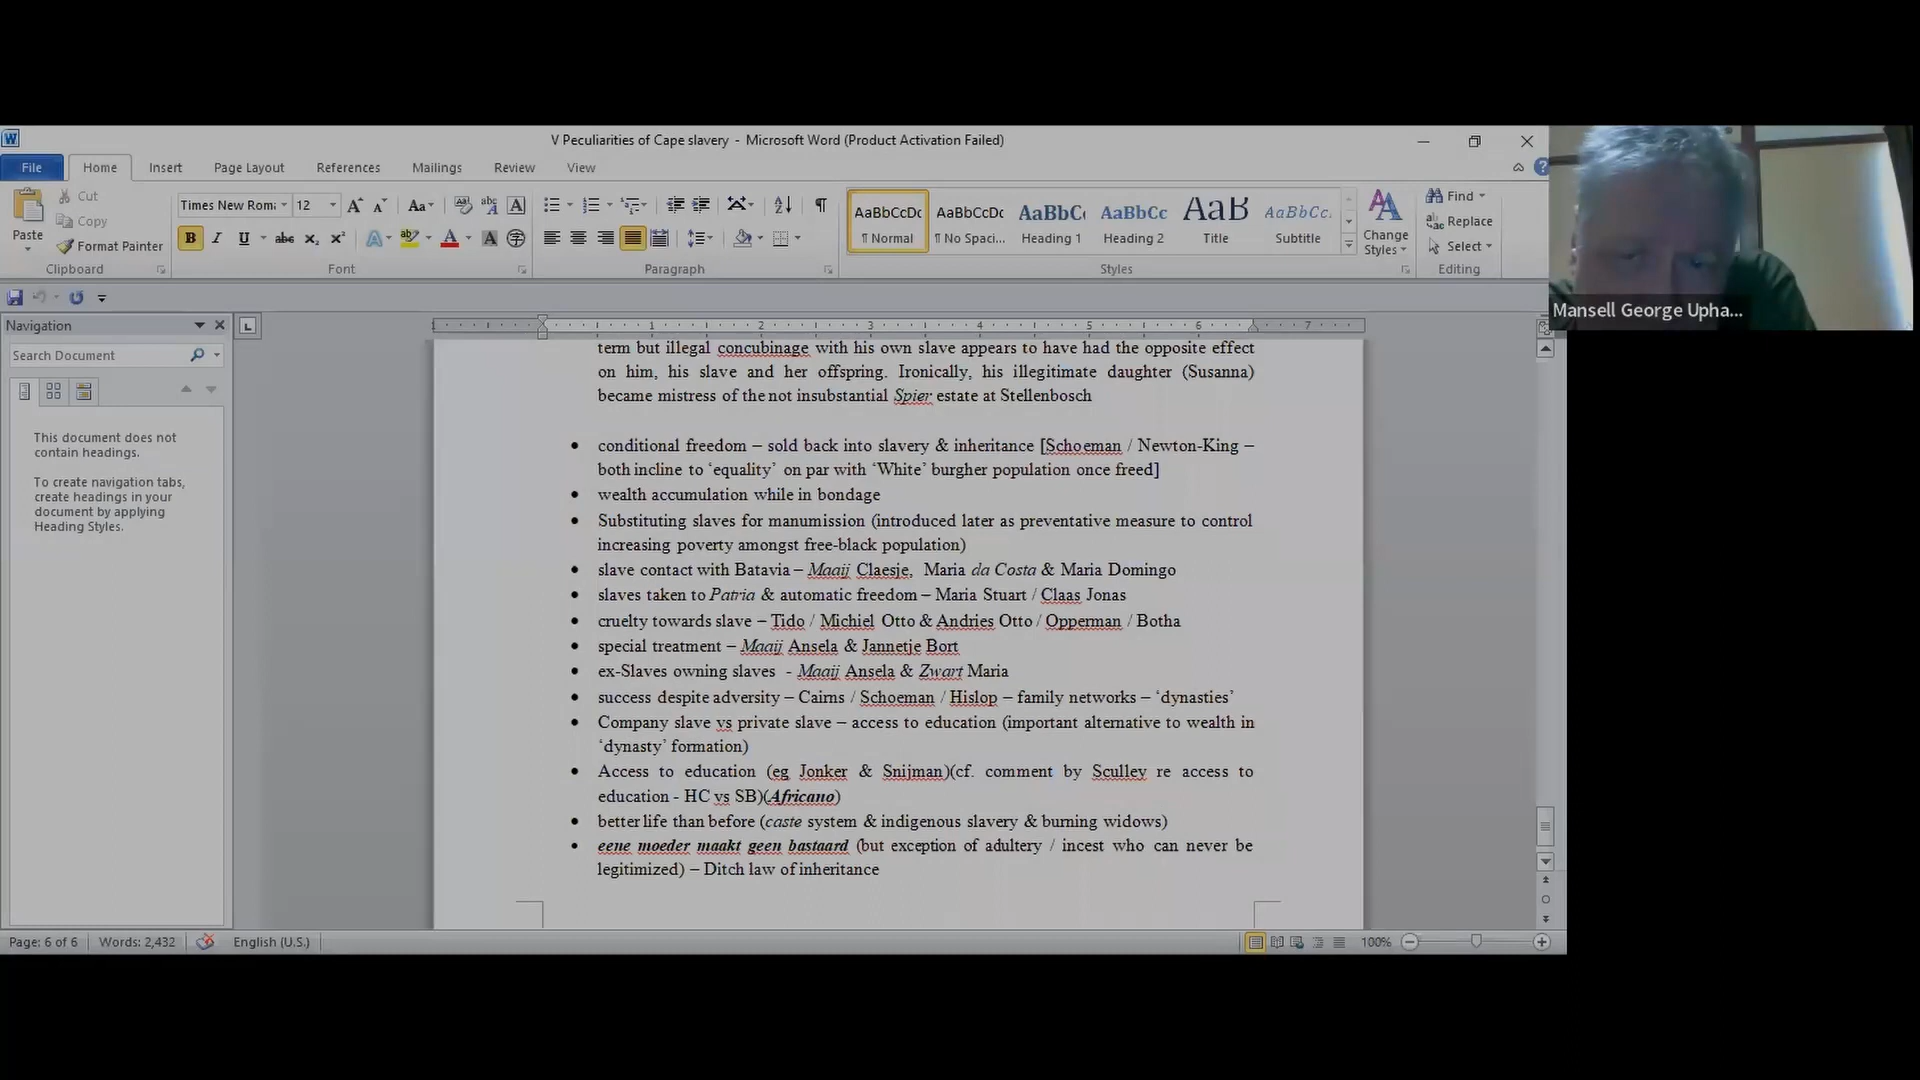 V Peculiarities of Cape slavery - Microsoft Word (Product Activation Failed)
File Home Insert Page Layout References Mailings Review View
Cut
Copy
Format Painter
Paste
Clipboard
Times New Rom 12
Font
Paragraph
AaBbCcDc AaBbCcDc AaBbC AaBbCc AaB AaBbCc.
¶ Normal ¶ No Spaci... Heading 1 Heading 2 Title Subtitle
Change
Styles
Styles
Find
Replace
Select
Editing
Mansell George Upha...
Navigation
Search Document
This document does not
contain headings.
To create navigation tabs,
create headings in your
document by applying
Heading Styles.
1 1 2 3 4 5 6 7
term but illegal concubinage with his own slave appears to have had the opposite effect
on him, his slave and her offspring. Ironically, his illegitimate daughter (Susanna)
became mistress of the not insubstantial Spier estate at Stellenbosch
• conditional freedom – sold back into slavery & inheritance [Schoeman / Newton-King –
both incline to ‘equality’ on par with ‘White’ burgher population once freed]
• wealth accumulation while in bondage
• Substituting slaves for manumission (introduced later as preventative measure to control
increasing poverty amongst free-black population)
• slave contact with Batavia – Maaij Claesje, Maria da Costa & Maria Domingo
• slaves taken to Patria & automatic freedom – Maria Stuart / Claas Jonas
• cruelty towards slave – Tido / Michiel Otto & Andries Otto / Opperman / Botha
• special treatment – Maaij Ansela & Jannetje Bort
• ex-Slaves owning slaves - Maaij Ansela & Zwart Maria
• success despite adversity – Cairns / Schoeman / Hislop – family networks – ‘dynasties’
• Company slave vs private slave – access to education (important alternative to wealth in
‘dynasty’ formation)
• Access to education (eg Jonker & Snijman)(cf. comment by Sculley re access to
education - HC vs SB)(Africano)
• better life than before (caste system & indigenous slavery & burning widows)
• eene moeder maakt geen bastaard (but exception of adultery / incest who can never be
legitimized) – Ditch law of inheritance
Page: 6 of 6 Words: 2,432 English (U.S.) 100%